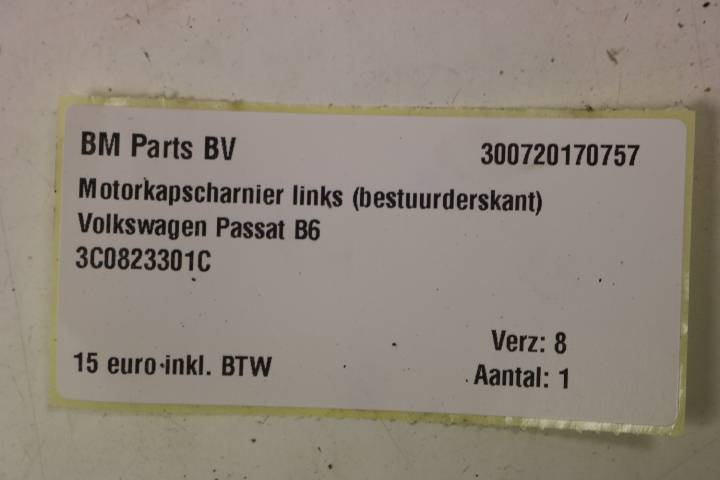 BM Parts BV 300720170757
Motorkapscharnier links (bestuurderskant)
Volkswagen Passat B6
3C0823301C
Verz: 8
15 euro inkl. BTW
Aantal: 1